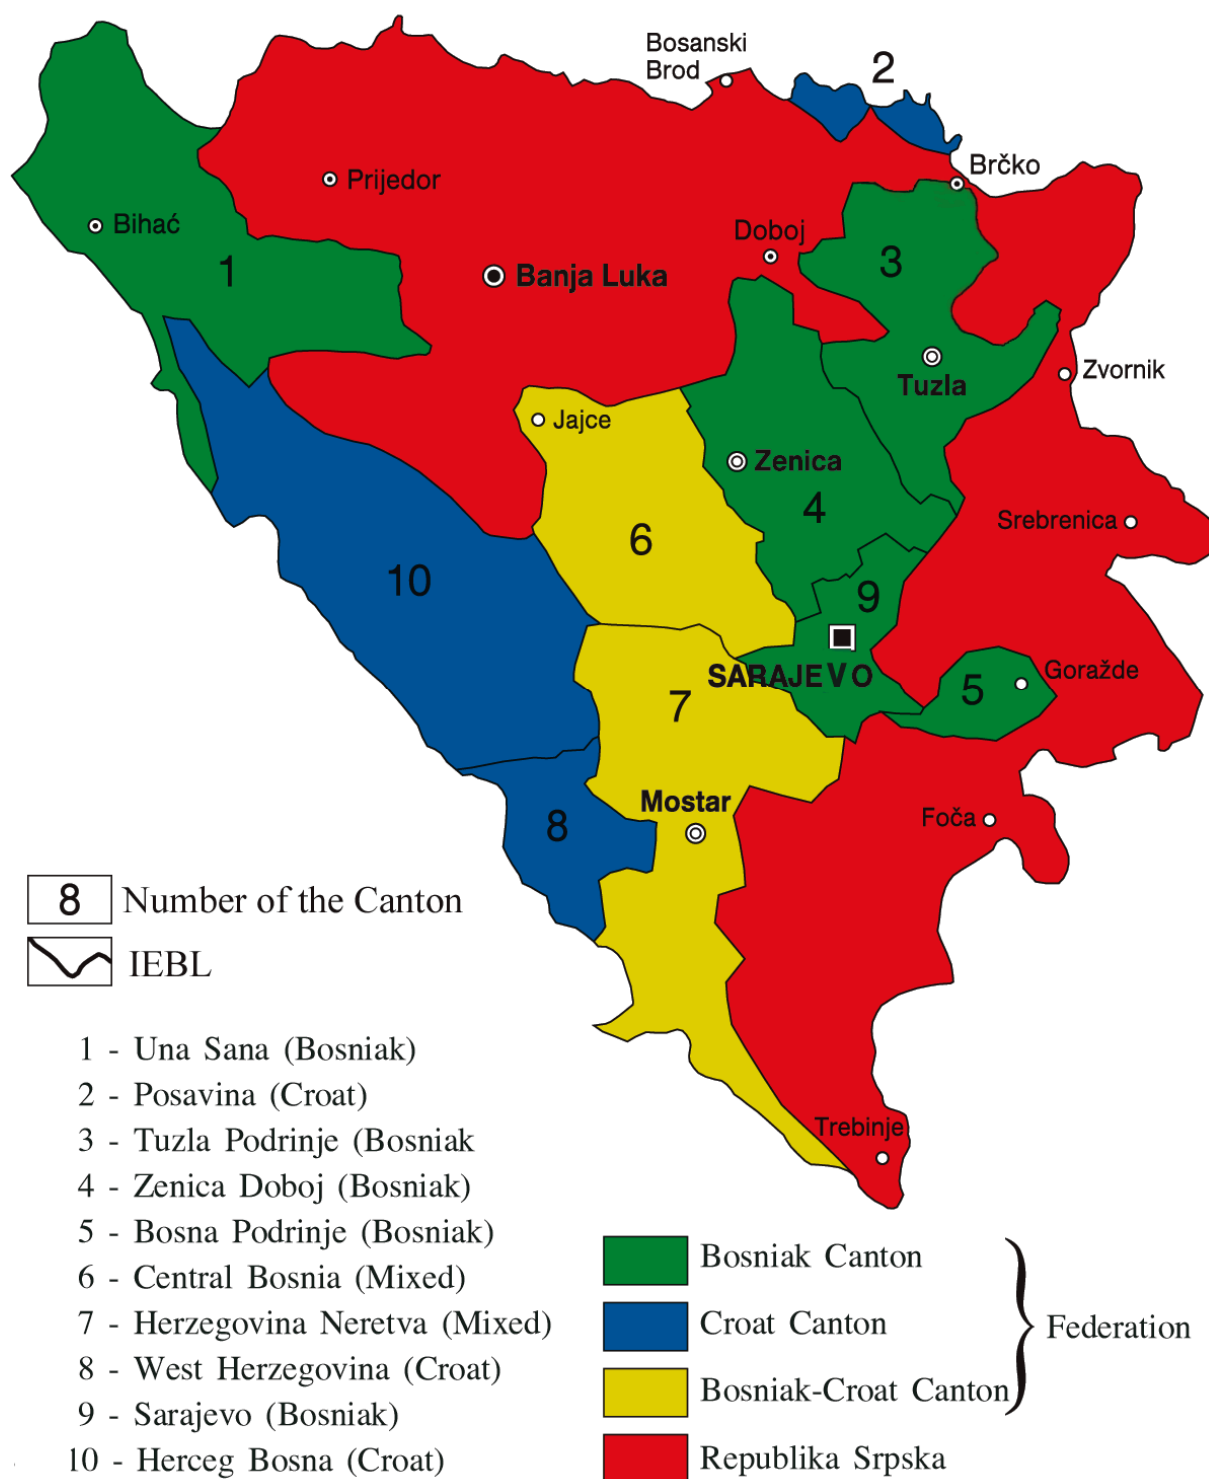 Bosanski
Brod
2
Brčko
Prijedor
Bihać
Doboj
3
1
Banja Luka
Zvornik
Tuzla
Jajce
Zenica
4
Srebrenica
6
10
9
SARAJEVO
Goražde
5
7
Mostar
Foča
8
8 Number of the Canton
IEBL
Trebinje
1 - Una Sana (Bosniak)
2 - Posavina (Croat)
3 - Tuzla Podrinje (Bosniak
4 - Zenica Doboj (Bosniak)
5 - Bosna Podrinje (Bosniak)
6 - Central Bosnia (Mixed)
7 - Herzegovina Neretva (Mixed)
8 - West Herzegovina (Croat)
9 - Sarajevo (Bosniak)
10 - Herceg Bosna (Croat)
Bosniak Canton
Croat Canton
Bosniak-Croat Canton
Federation
Republika Srpska